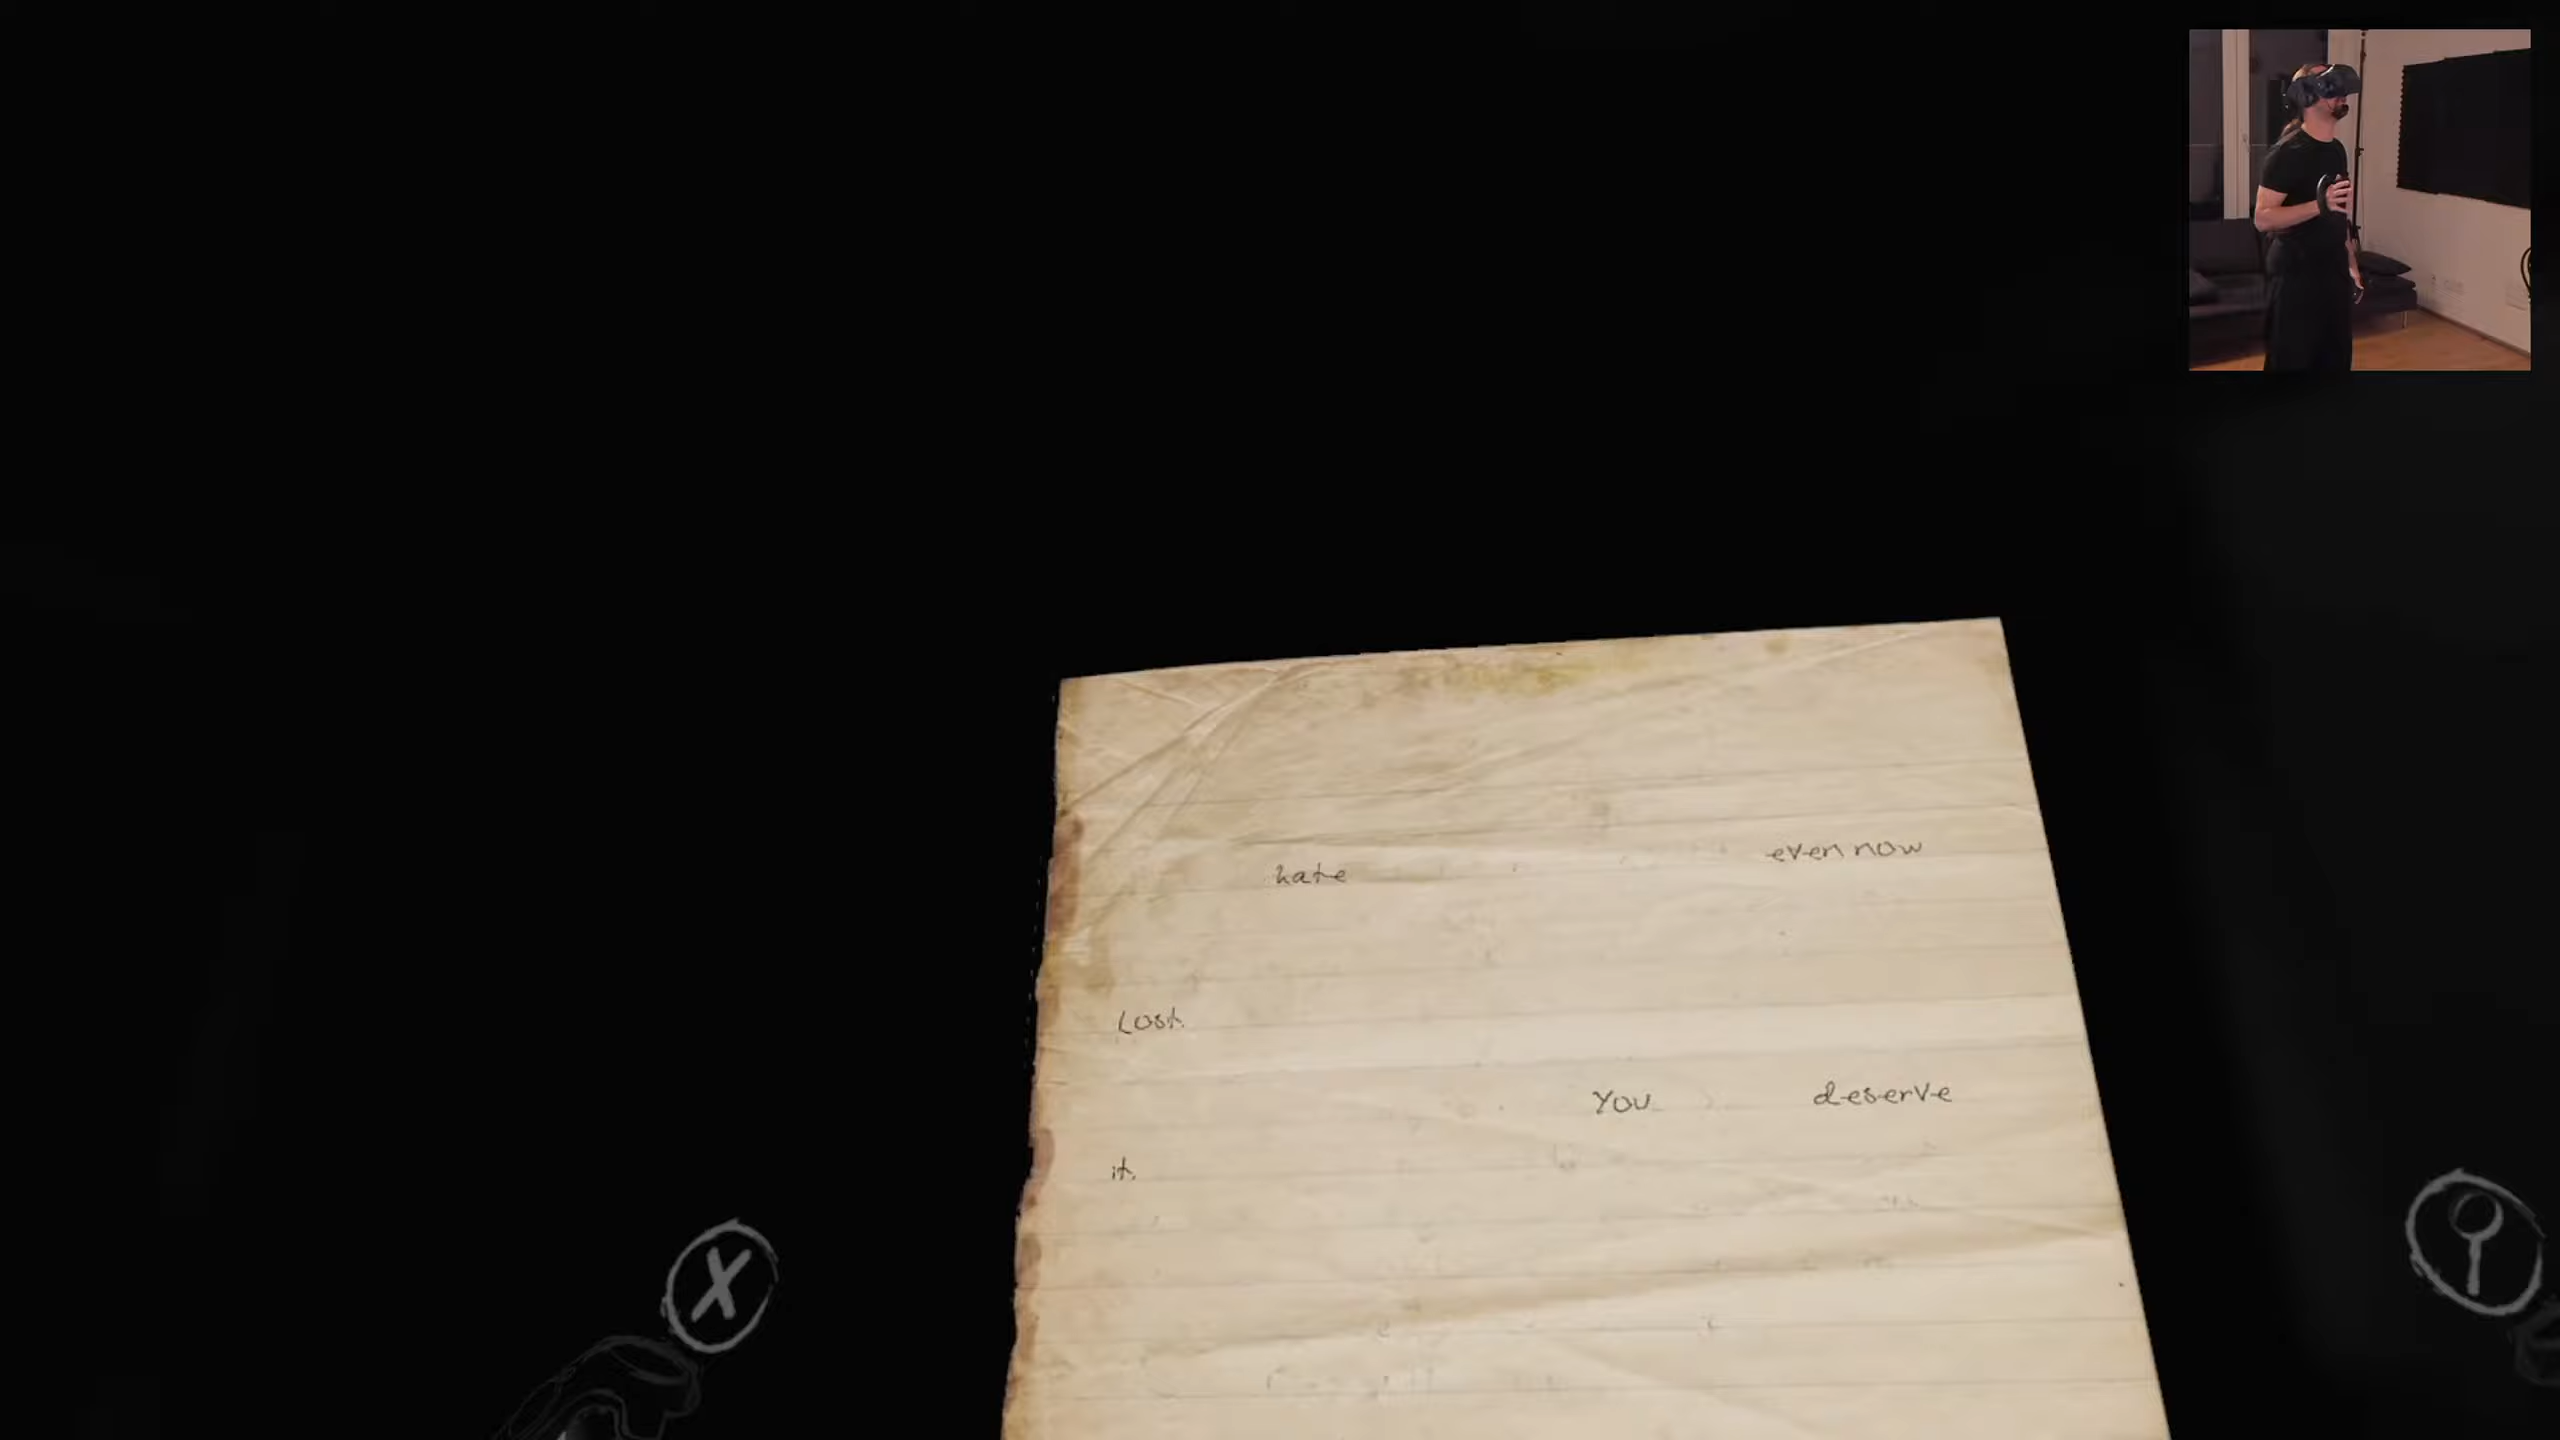 hate even now
Lost.
You deserve
it.
X